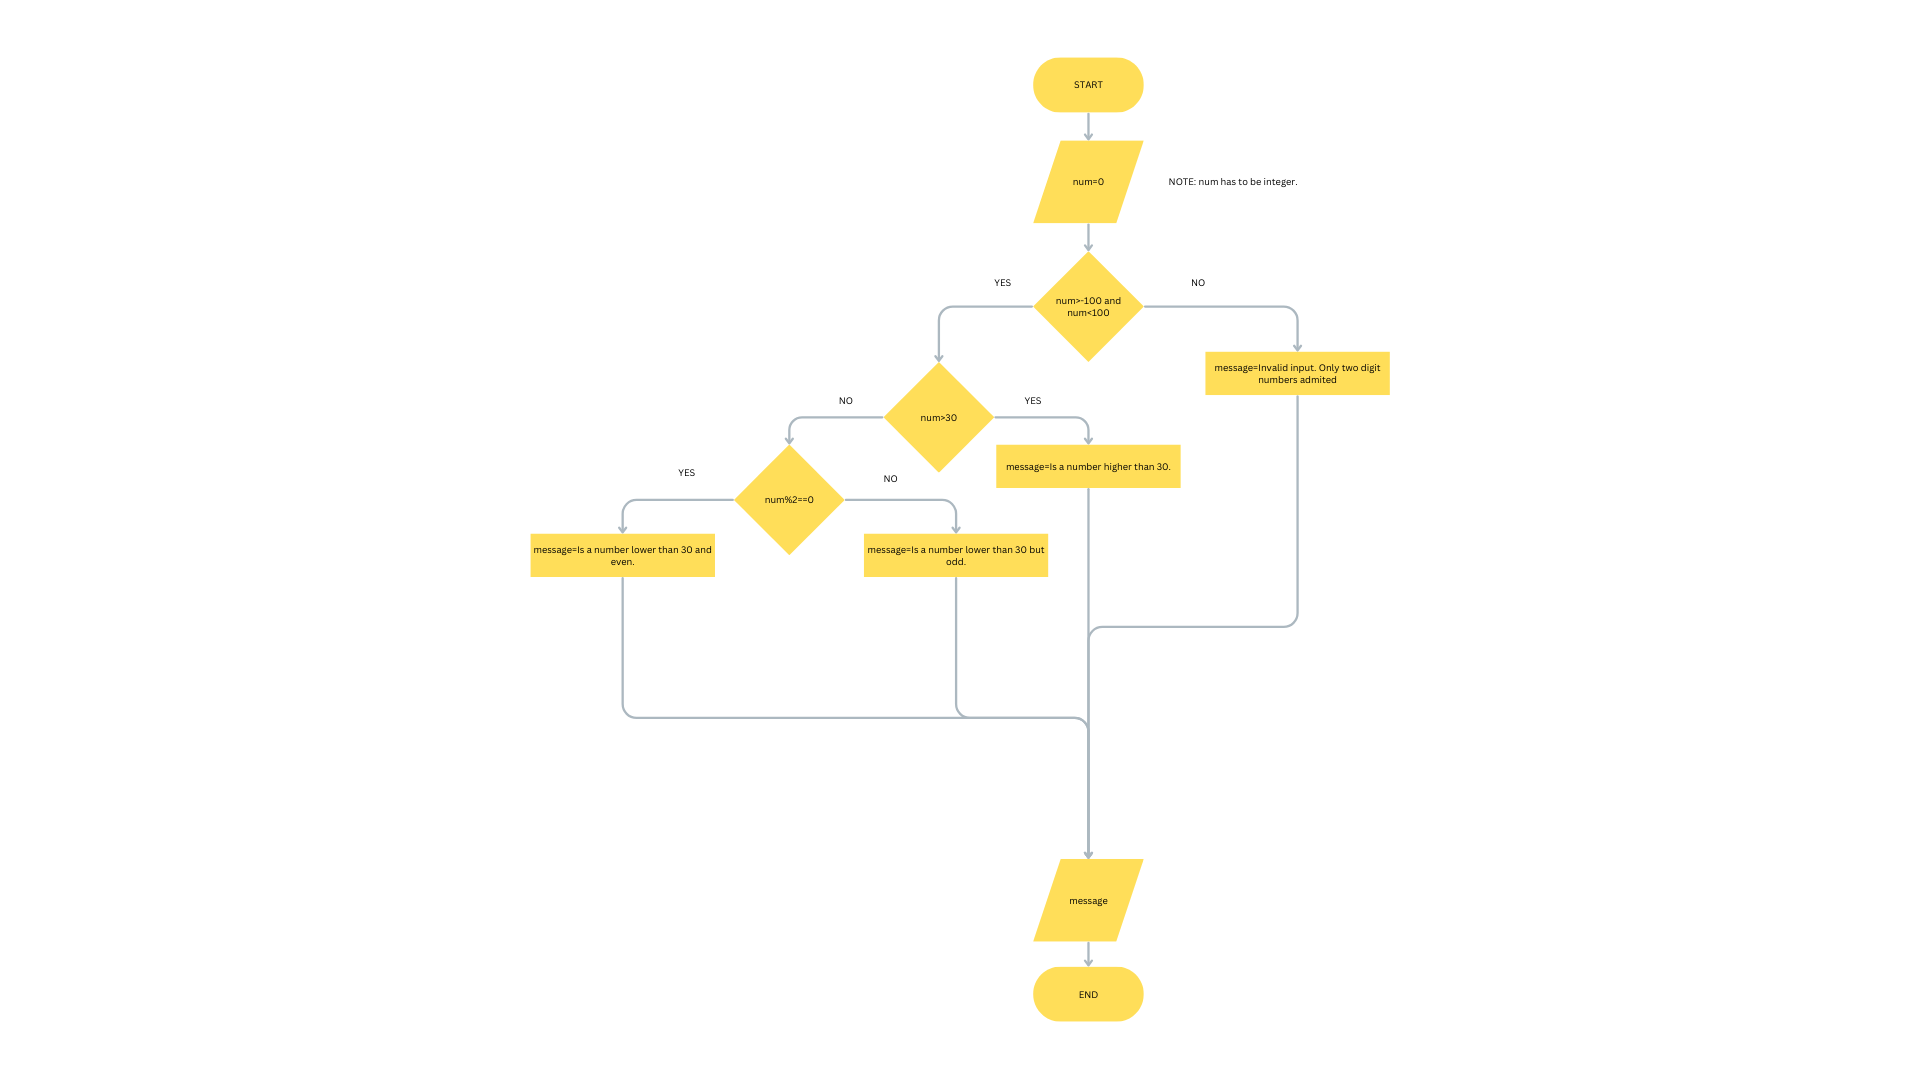 START
num=0
NOTE: num has to be integer.
YES
NO
num>-100 and
num<100
message=Invalid input. Only two digit
numbers admited
NO
YES
num>30
message=Is a number higher than 30.
YES
NO
num%2==0
message=Is a number lower than 30 and
even.
message=Is a number lower than 30 but
odd.
message
END